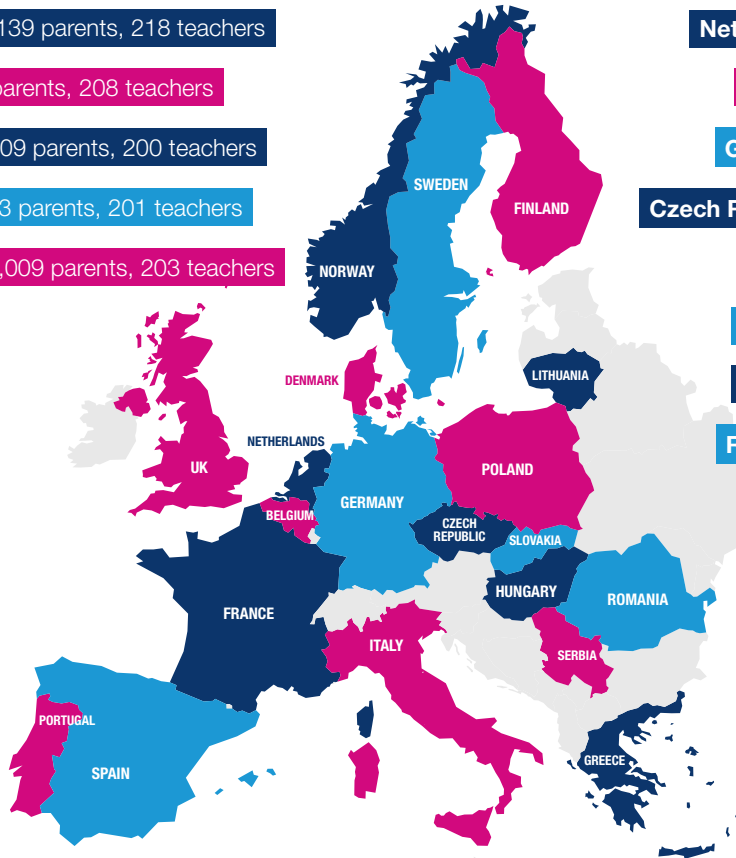 139 parents, 218 teachers
parents, 208 teachers
09 parents, 200 teachers
3 parents, 201 teachers
,009 parents, 203 teachers
Net
G
Czech
SWEDEN
FINLAND
NORWAY
LITHUANIA
DENMARK
NETHERLANDS
UK
GERMANY
POLAND
BELGIUM
CZECH
REPUBLIC
SLOVAKIA
HUNGARY
ROMANIA
FRANCE
ITALY
SERBIA
PORTUGAL
SPAIN
GREECE